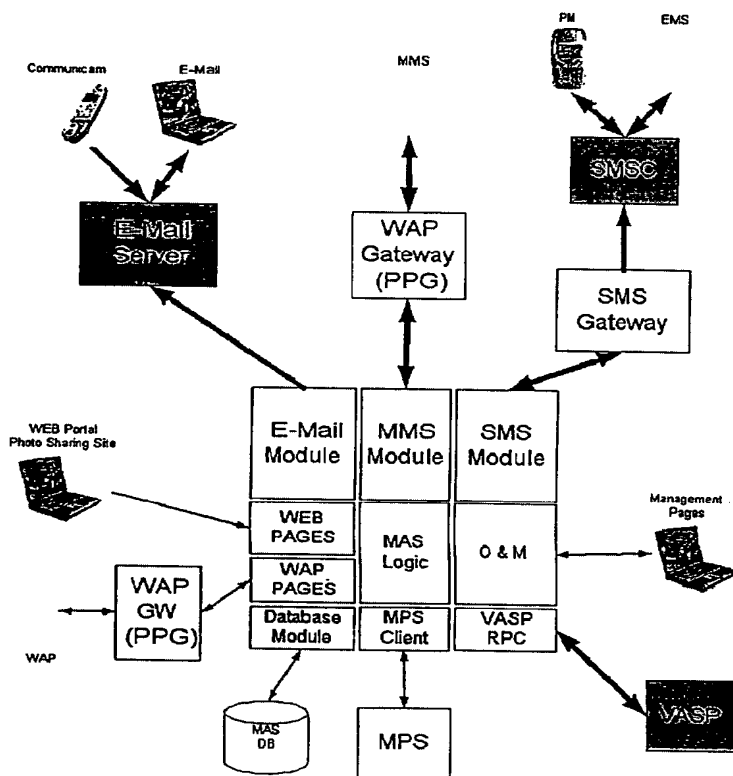 PM
EMS
Communicam
E-Mail
MMS
SMSC
E-Mail
Server
WAP
Gateway
(PPG)
SMS
Gateway
WEB Portal
Photo Sharing Site
E-Mail
Module
MMS
Module
SMS
Module
Management
Pages
WEB
PAGES
MAS
Logic
O & M
WAP
PAGES
WAP
GW
(PPG)
WAP
Database
Module
MPS
Client
VASP
RPC
MAS
DB
MPS
VASP